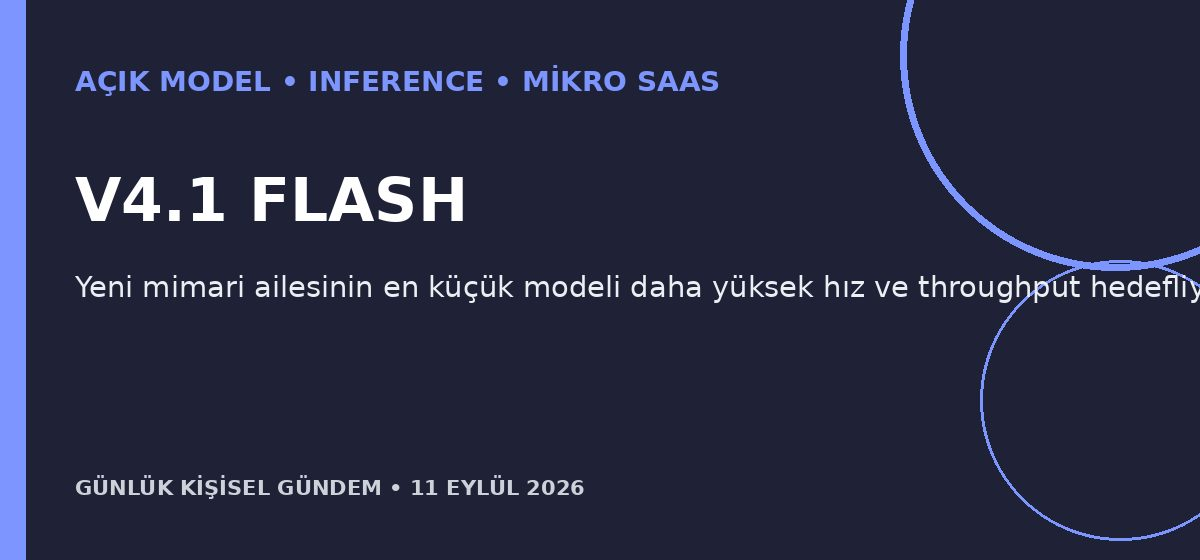 AÇIK MODEL • INFERENCE • MİKRO SAAS
V4.1 FLASH
Yeni mimari ailesinin en küçük modeli daha yüksek hız ve throughput hedefliy
GÜNLÜK KİŞİSEL GÜNDEM • 11 EYLÜL 2026